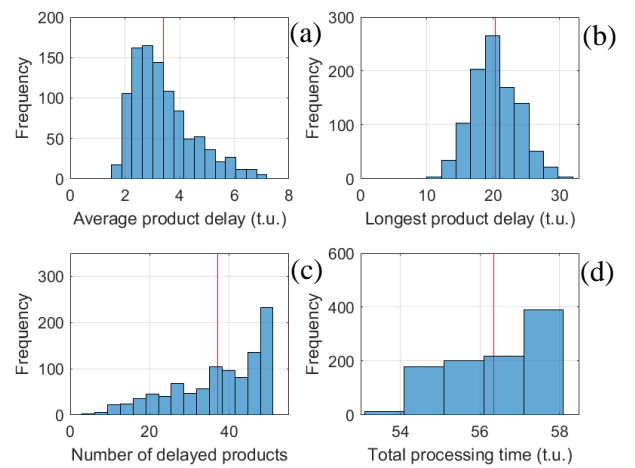 (a)
200
150
100
50
0
Frequency
0 2 4 6 8
Average product delay (t.u.)
(b)
300
200
100
0
Frequency
0 10 20 30
Longest product delay (t.u.)
(c)
300
200
100
0
Frequency
0 20 40
Number of delayed products
(d)
600
400
200
0
Frequency
54 56 58
Total processing time (t.u.)